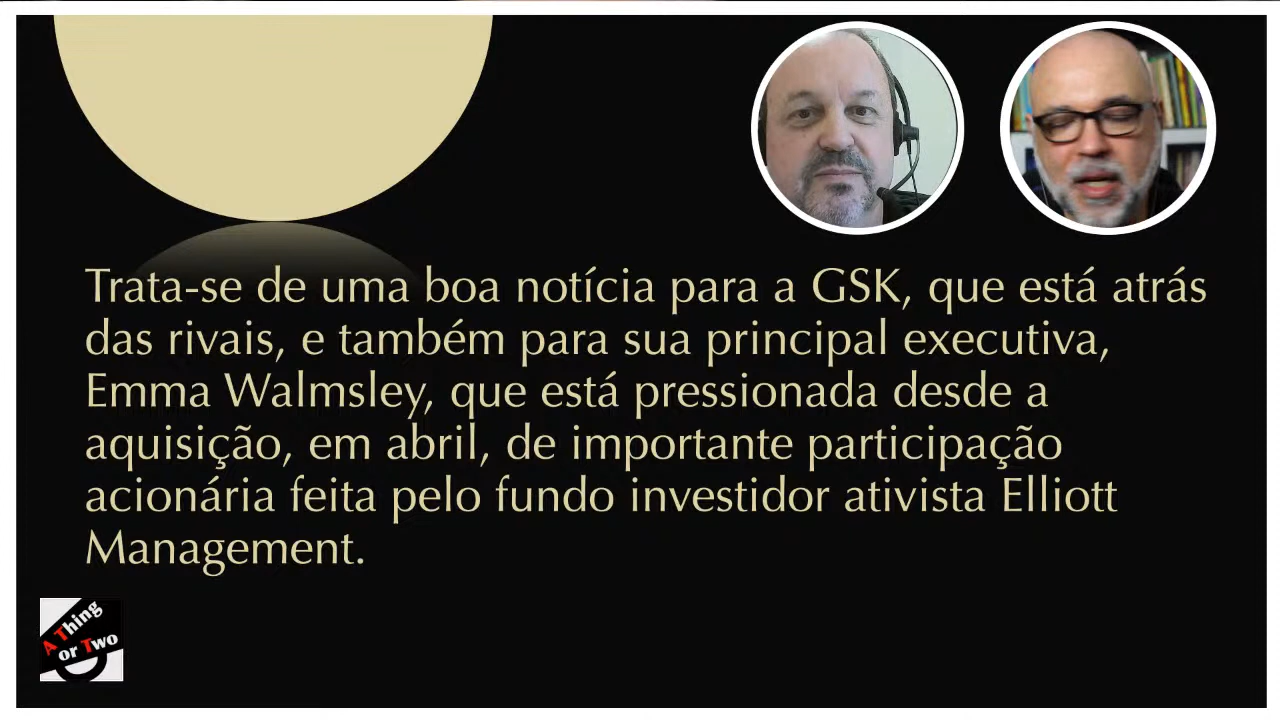 Trata-se de uma boa notícia para a GSK, que está atrás
das rivais, e também para sua principal executiva,
Emma Walmsley, que está pressionada desde a
aquisição, em abril, de importante participação
acionária feita pelo fundo investidor ativista Elliott
Management.
A Thing
or Two